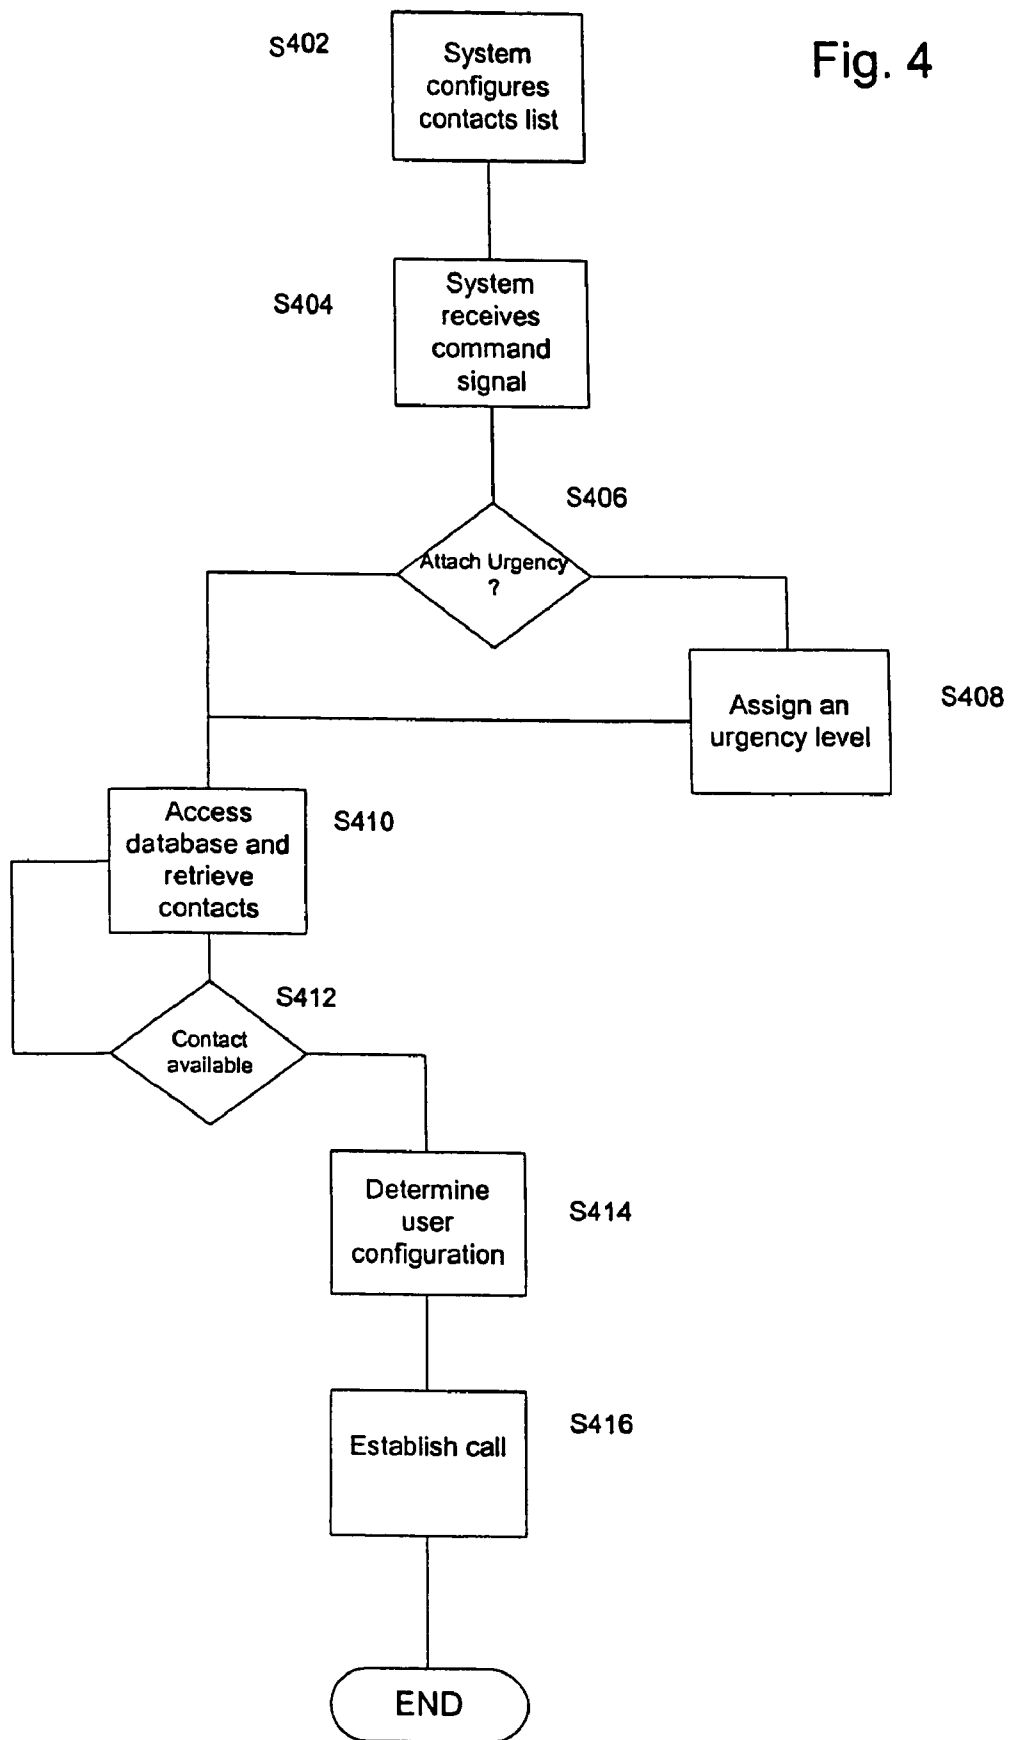 Fig. 4
S402
System
configures
contacts list
S404
System
receives
command
signal
S406
Attach Urgency
?
S408
Assign an
urgency level
Access
database and
retrieve
contacts
S410
S412
Contact
available
Determine
user
configuration
S414
Establish call
S416
END